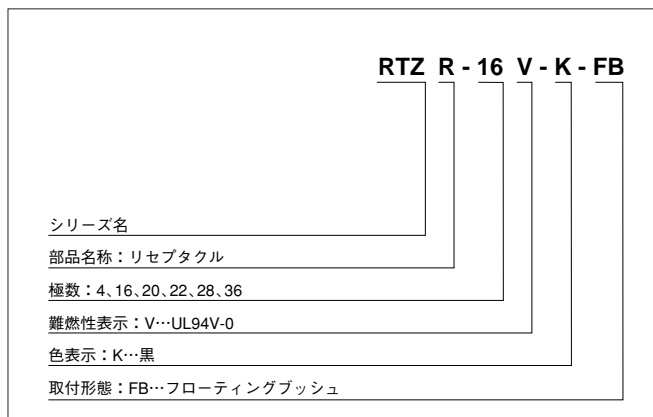 RTZ R - 16 V - K - FB
シリーズ名
部品名称：リセプタクル
極数：4、16、20、22、28、36
難燃性表示：V…UL94V-0
色表示：K…黒
取付形態：FB…フローティングブッシュ